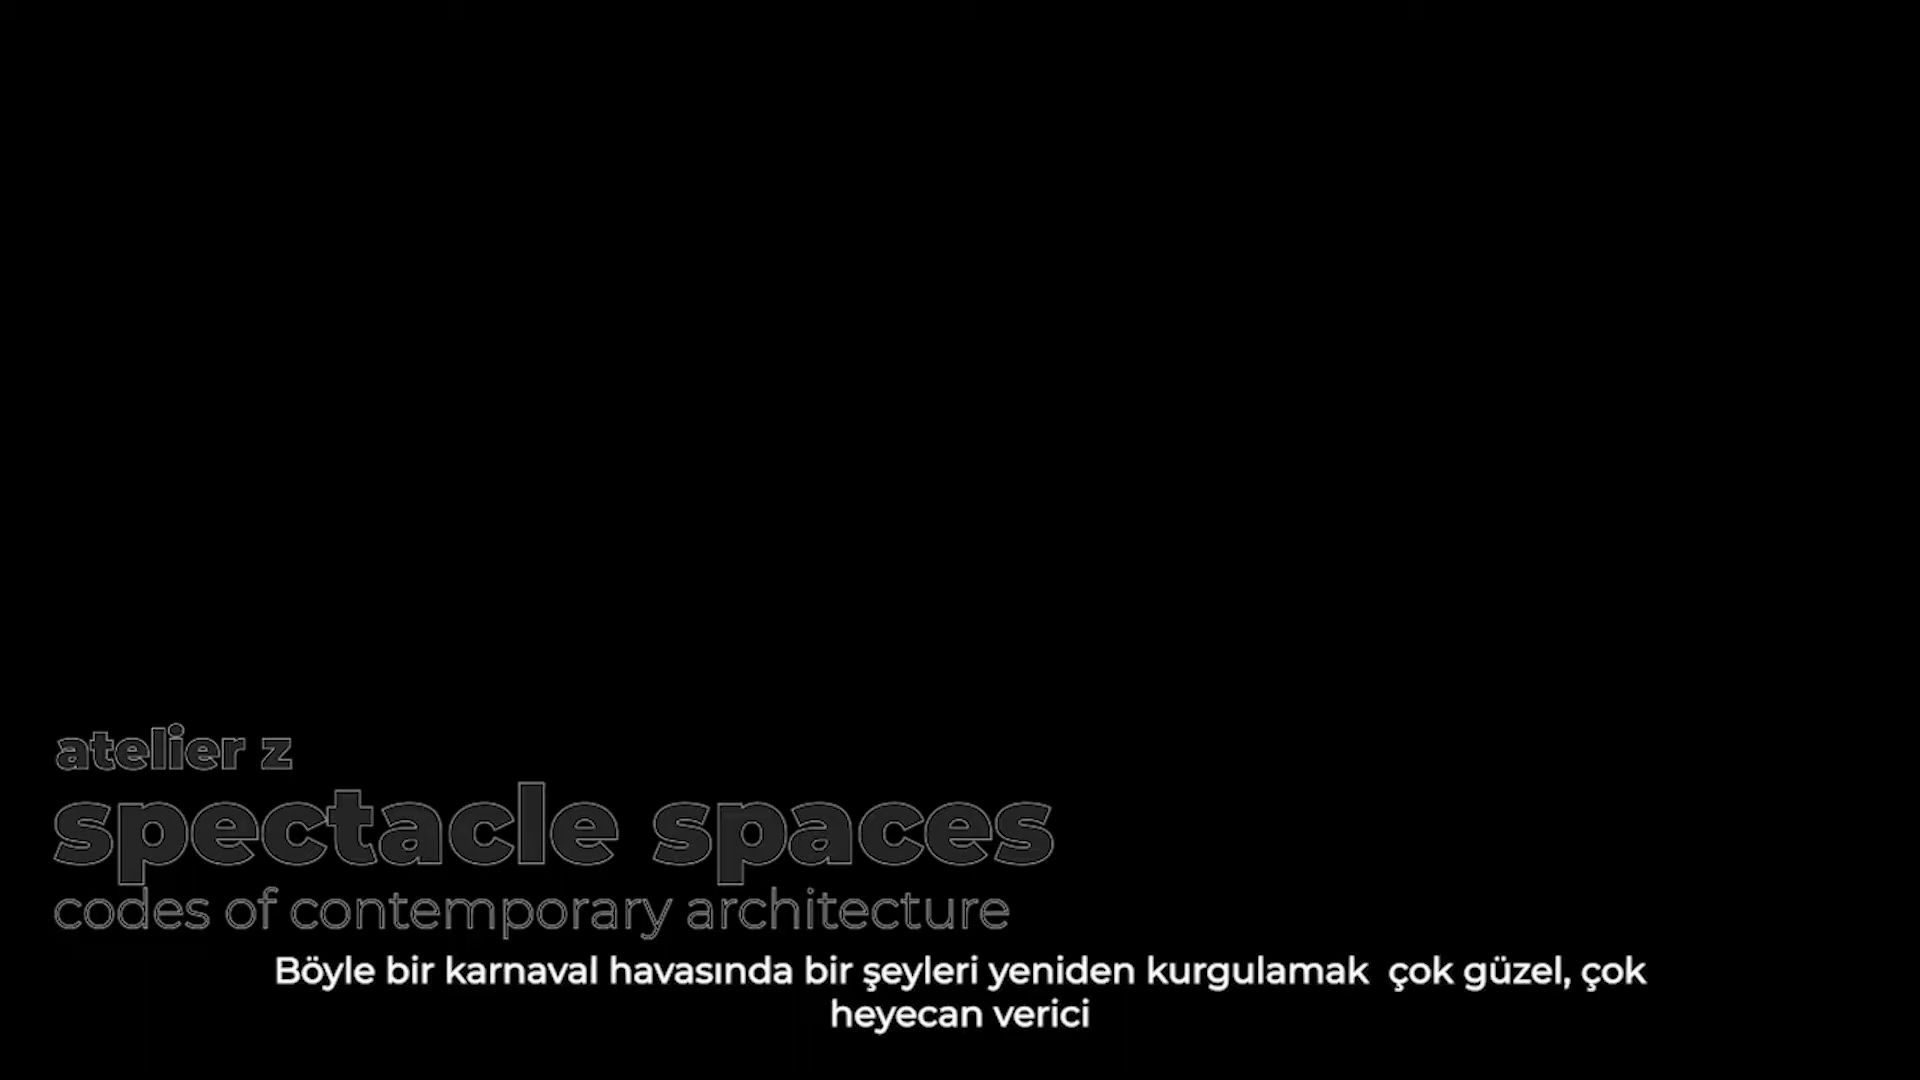 atelier z
spectacle spaces
codes of contemporary architecture
Böyle bir karnaval havasında bir şeyleri yeniden kurgulamak  çok güzel, çok
heyecan verici